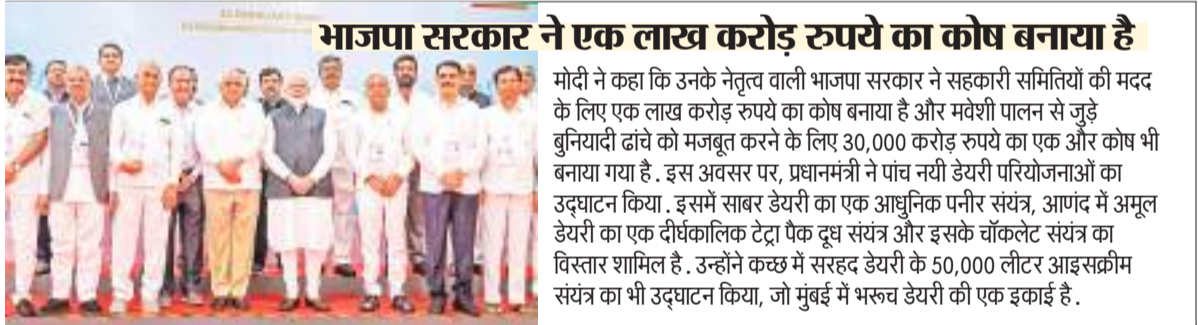 भाजपा सरकार ने एक लाख करोड़ रुपये का कोष बनाया है
मोदी ने कहा कि उनके नेतृत्व वाली भाजपा सरकार ने सहकारी समितियों की मदद
के लिए एक लाख करोड़ रुपये का कोष बनाया है और मवेशी पालन से जुड़े
बुनियादी ढांचे को मजबूत करने के लिए 30,000 करोड़ रुपये का एक और कोष भी
बनाया गया है. इस अवसर पर, प्रधानमंत्री ने पांच नयी डेयरी परियोजनाओं का
उद्घाटन किया. इसमें साबर डेयरी का एक आधुनिक पनीर संयंत्र, आणंद में अमूल
डेयरी का एक दीर्घकालिक टेट्रा पैक दूध संयंत्र और इसके चॉकलेट संयंत्र का
विस्तार शामिल है. उन्होंने कच्छ में सरहद डेयरी के 50,000 लीटर आइसक्रीम
संयंत्र का भी उद्घाटन किया, जो मुंबई में भरूच डेयरी की एक इकाई है.